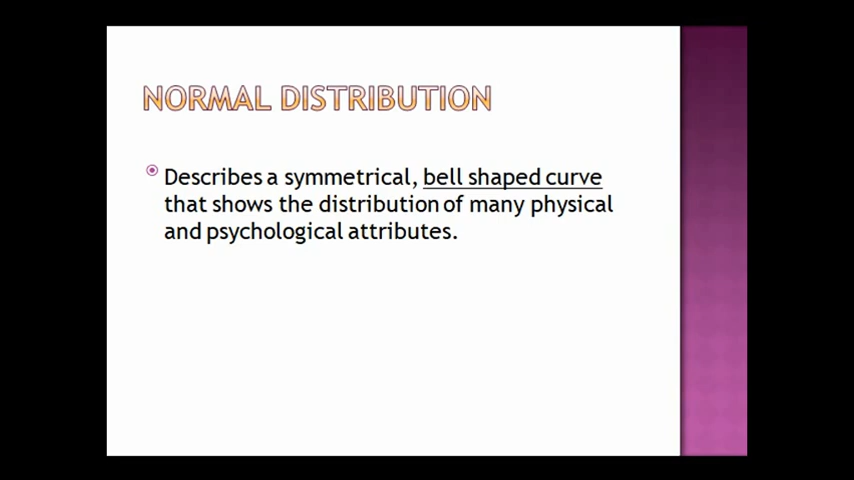 NORMAL DISTRIBUTION
Describes a symmetrical, bell shaped curve
that shows the distribution of many physical
and psychological attributes.